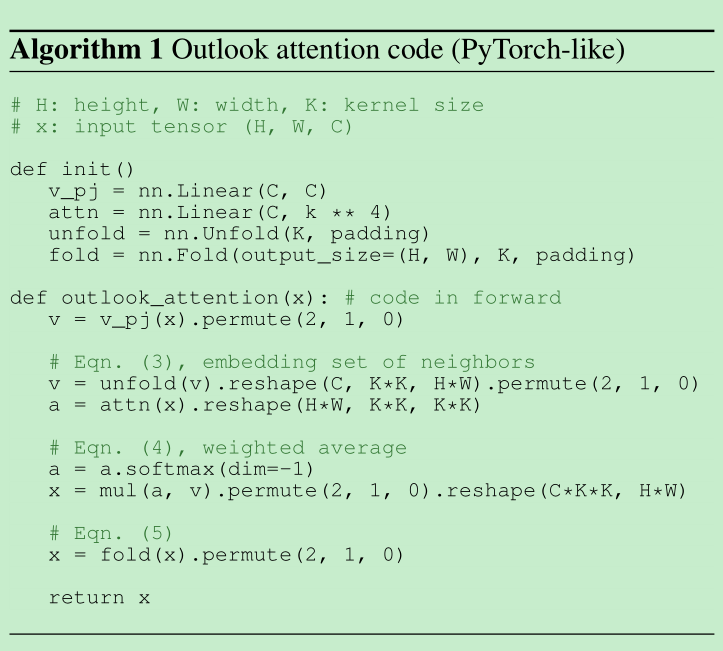 Algorithm 1 Outlook attention code (PyTorch-like)
# H: height, W: width, K: kernel size
# x: input tensor (H, W, C)
def init()
v_pj = nn.Linear(C, C)
attn = nn.Linear(C, k ** 4)
unfold = nn.Unfold(K, padding)
fold = nn.Fold(output_size=(H, W), K, padding)
def outlook_attention(x): # code in forward
v = v_pj(x).permute(2, 1, 0)
# Eqn. (3), embedding set of neighbors
v = unfold(v).reshape(C, K*K, H*W).permute(2, 1, 0)
a = attn(x).reshape(H*W, K*K, K*K)
# Eqn. (4), weighted average
a = a.softmax(dim=-1)
x = mul(a, v).permute(2, 1, 0).reshape(C*K*K, H*W)
# Eqn. (5)
x = fold(x).permute(2, 1, 0)
return x